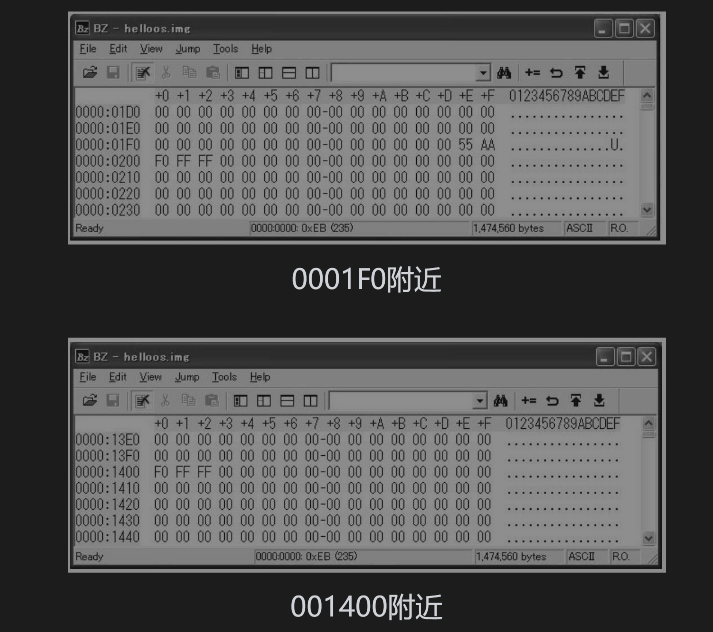 BZ - helloos.img
File Edit View Jump Tools Help
+0 +1 +2 +3 +4 +5 +6 +7 +8 +9 +A +B +C +D +E +F 0123456789ABCDEF
0000:01D0 00 00 00 00 00 00 00 00-00 00 00 00 00 00 00 00 ................
0000:01E0 00 00 00 00 00 00 00 00-00 00 00 00 00 00 00 00 ................
0000:01F0 00 00 00 00 00 00 00 00-00 00 00 00 00 00 55 AA ..............U.
0000:0200 F0 FF FF 00 00 00 00 00-00 00 00 00 00 00 00 00 ................
0000:0210 00 00 00 00 00 00 00 00-00 00 00 00 00 00 00 00 ................
0000:0220 00 00 00 00 00 00 00 00-00 00 00 00 00 00 00 00 ................
0000:0230 00 00 00 00 00 00 00 00-00 00 00 00 00 00 00 00 ................
Ready 0000:0000: 0xEB (235) 1,474,560 bytes ASCII R.O.
0001F0附近
BZ - helloos.img
File Edit View Jump Tools Help
+0 +1 +2 +3 +4 +5 +6 +7 +8 +9 +A +B +C +D +E +F 0123456789ABCDEF
0000:13E0 00 00 00 00 00 00 00 00-00 00 00 00 00 00 00 00 ................
0000:13F0 00 00 00 00 00 00 00 00-00 00 00 00 00 00 00 00 ................
0000:1400 F0 FF FF 00 00 00 00 00-00 00 00 00 00 00 00 00 ................
0000:1410 00 00 00 00 00 00 00 00-00 00 00 00 00 00 00 00 ................
0000:1420 00 00 00 00 00 00 00 00-00 00 00 00 00 00 00 00 ................
0000:1430 00 00 00 00 00 00 00 00-00 00 00 00 00 00 00 00 ................
0000:1440 00 00 00 00 00 00 00 00-00 00 00 00 00 00 00 00 ................
Ready 0000:0000: 0xEB (235) 1,474,560 bytes ASCII R.O.
001400附近